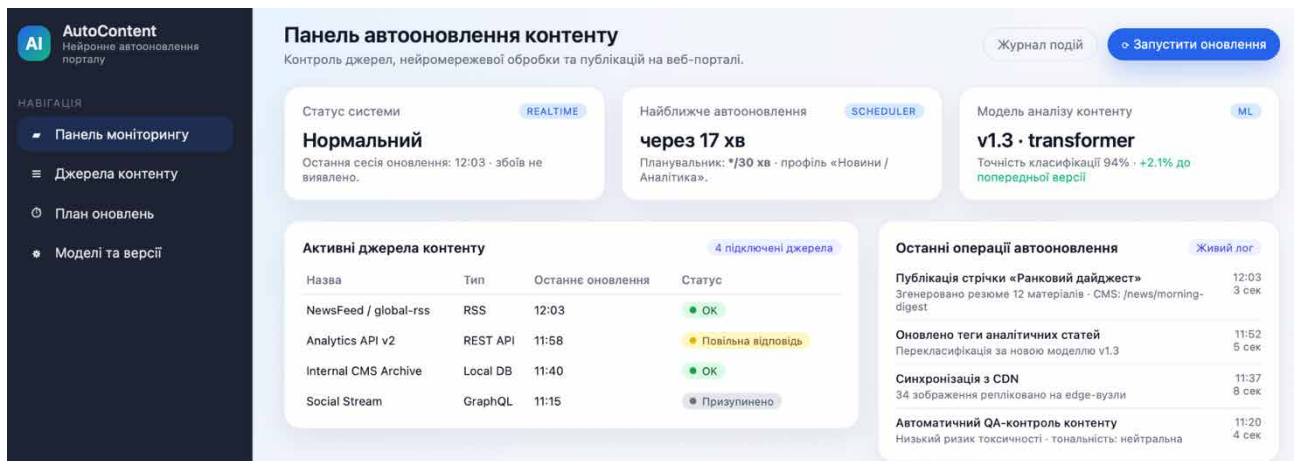 AI
AutoContent
Нейронне автооновлення
порталу
НАВІГАЦІЯ
Панель моніторингу
Джерела контенту
План оновлень
Моделі та версії
Панель автооновлення контенту
Контроль джерел, нейромережевої обробки та публікацій на веб-порталі.
Журнал подій
Запустити оновлення
Статус системи REALTIME
Нормальний
Остання сесія оновлення: 12:03 · збоїв не
виявлено.
Найближче автооновлення SCHEDULER
через 17 хв
Планувальник: */30 хв · профіль «Новини /
Аналітика».
Модель аналізу контенту ML
v1.3 · transformer
Точність класифікації 94% · +2.1% до
попередньої версії
Активні джерела контенту 4 підключені джерела
Назва Тип Останнє оновлення Статус
NewsFeed / global-rss RSS 12:03 OK
Analytics API v2 REST API 11:58 Повільна відповідь
Internal CMS Archive Local DB 11:40 OK
Social Stream GraphQL 11:15 Призупинено
Останні операції автооновлення Живий лог
Публікація стрічки «Ранковий дайджест» 12:03
Згенеровано резюме 12 матеріалів · CMS: /news/morning- 3 сек
digest
Оновлено теги аналітичних статей 11:52
Перекласифікація за новою моделлю v1.3 5 сек
Синхронізація з CDN 11:37
34 зображення репліковано на edge-вузли 8 сек
Автоматичний QA-контроль контенту 11:20
Низький ризик токсичності · тональність: нейтральна 4 сек